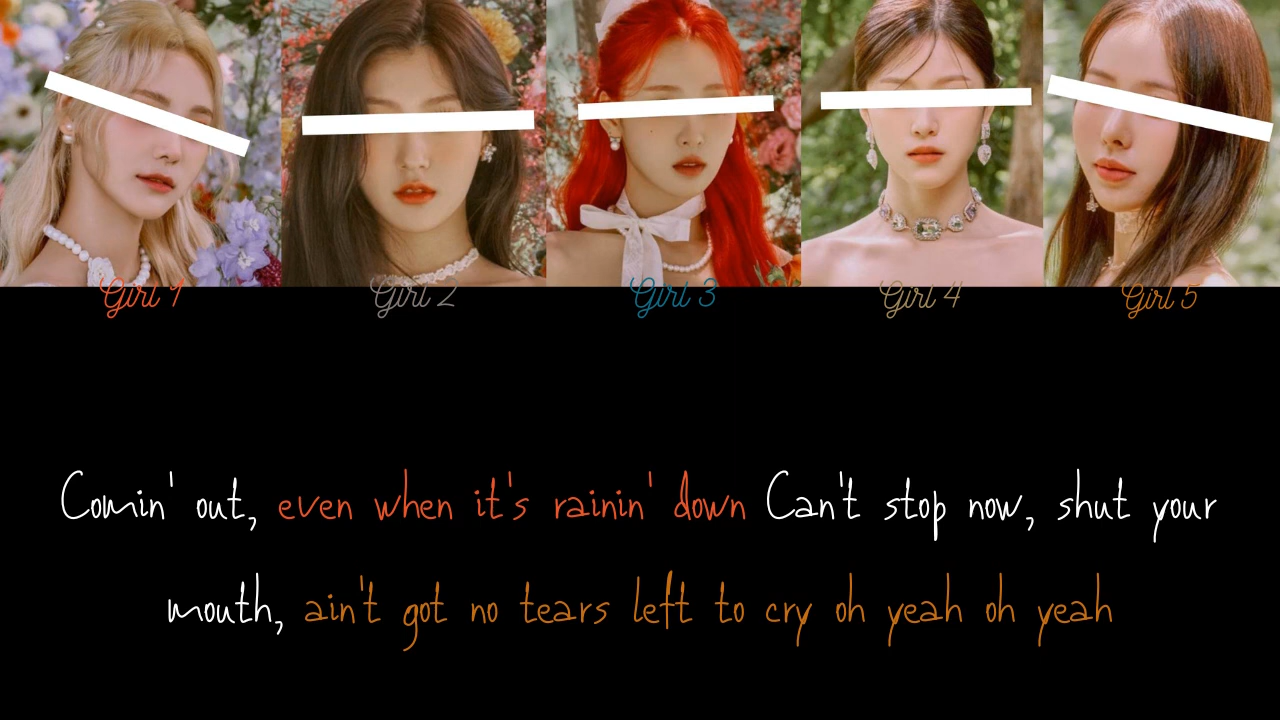 Girl 1 Girl 2 Girl 3 Girl 4 Girl 5
Comin' out, even when it's rainin' down Can't stop now, shut your
mouth, ain't got no tears left to cry oh yeah oh yeah